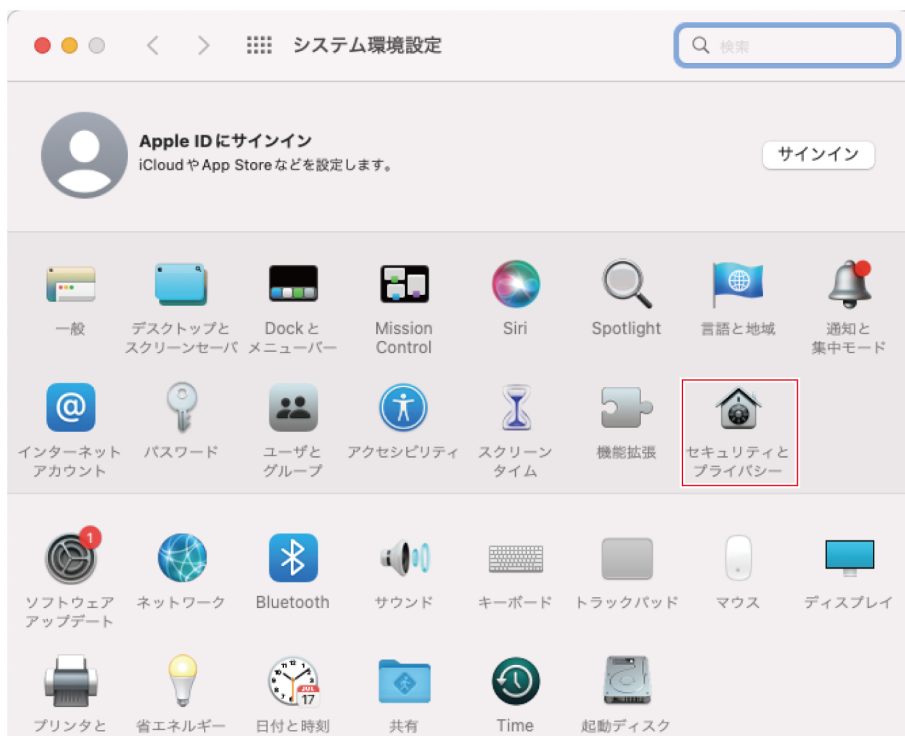 システム環境設定
検索
Apple IDにサインイン
iCloudやApp Storeなどを設定します。
サインイン
一般
デスクトップと
スクリーンセーバ
Dockと
メニューバー
Mission
Control
Siri
Spotlight
言語と地域
通知と
集中モード
インターネット
アカウント
パスワード
ユーザと
グループ
アクセシビリティ
スクリーン
タイム
機能拡張
セキュリティと
プライバシー
1
ソフトウェア
アップデート
ネットワーク
Bluetooth
サウンド
キーボード
トラックパッド
マウス
ディスプレイ
プリンタと
省エネルギー
JUL
17
日付と時刻
共有
Time
起動ディスク